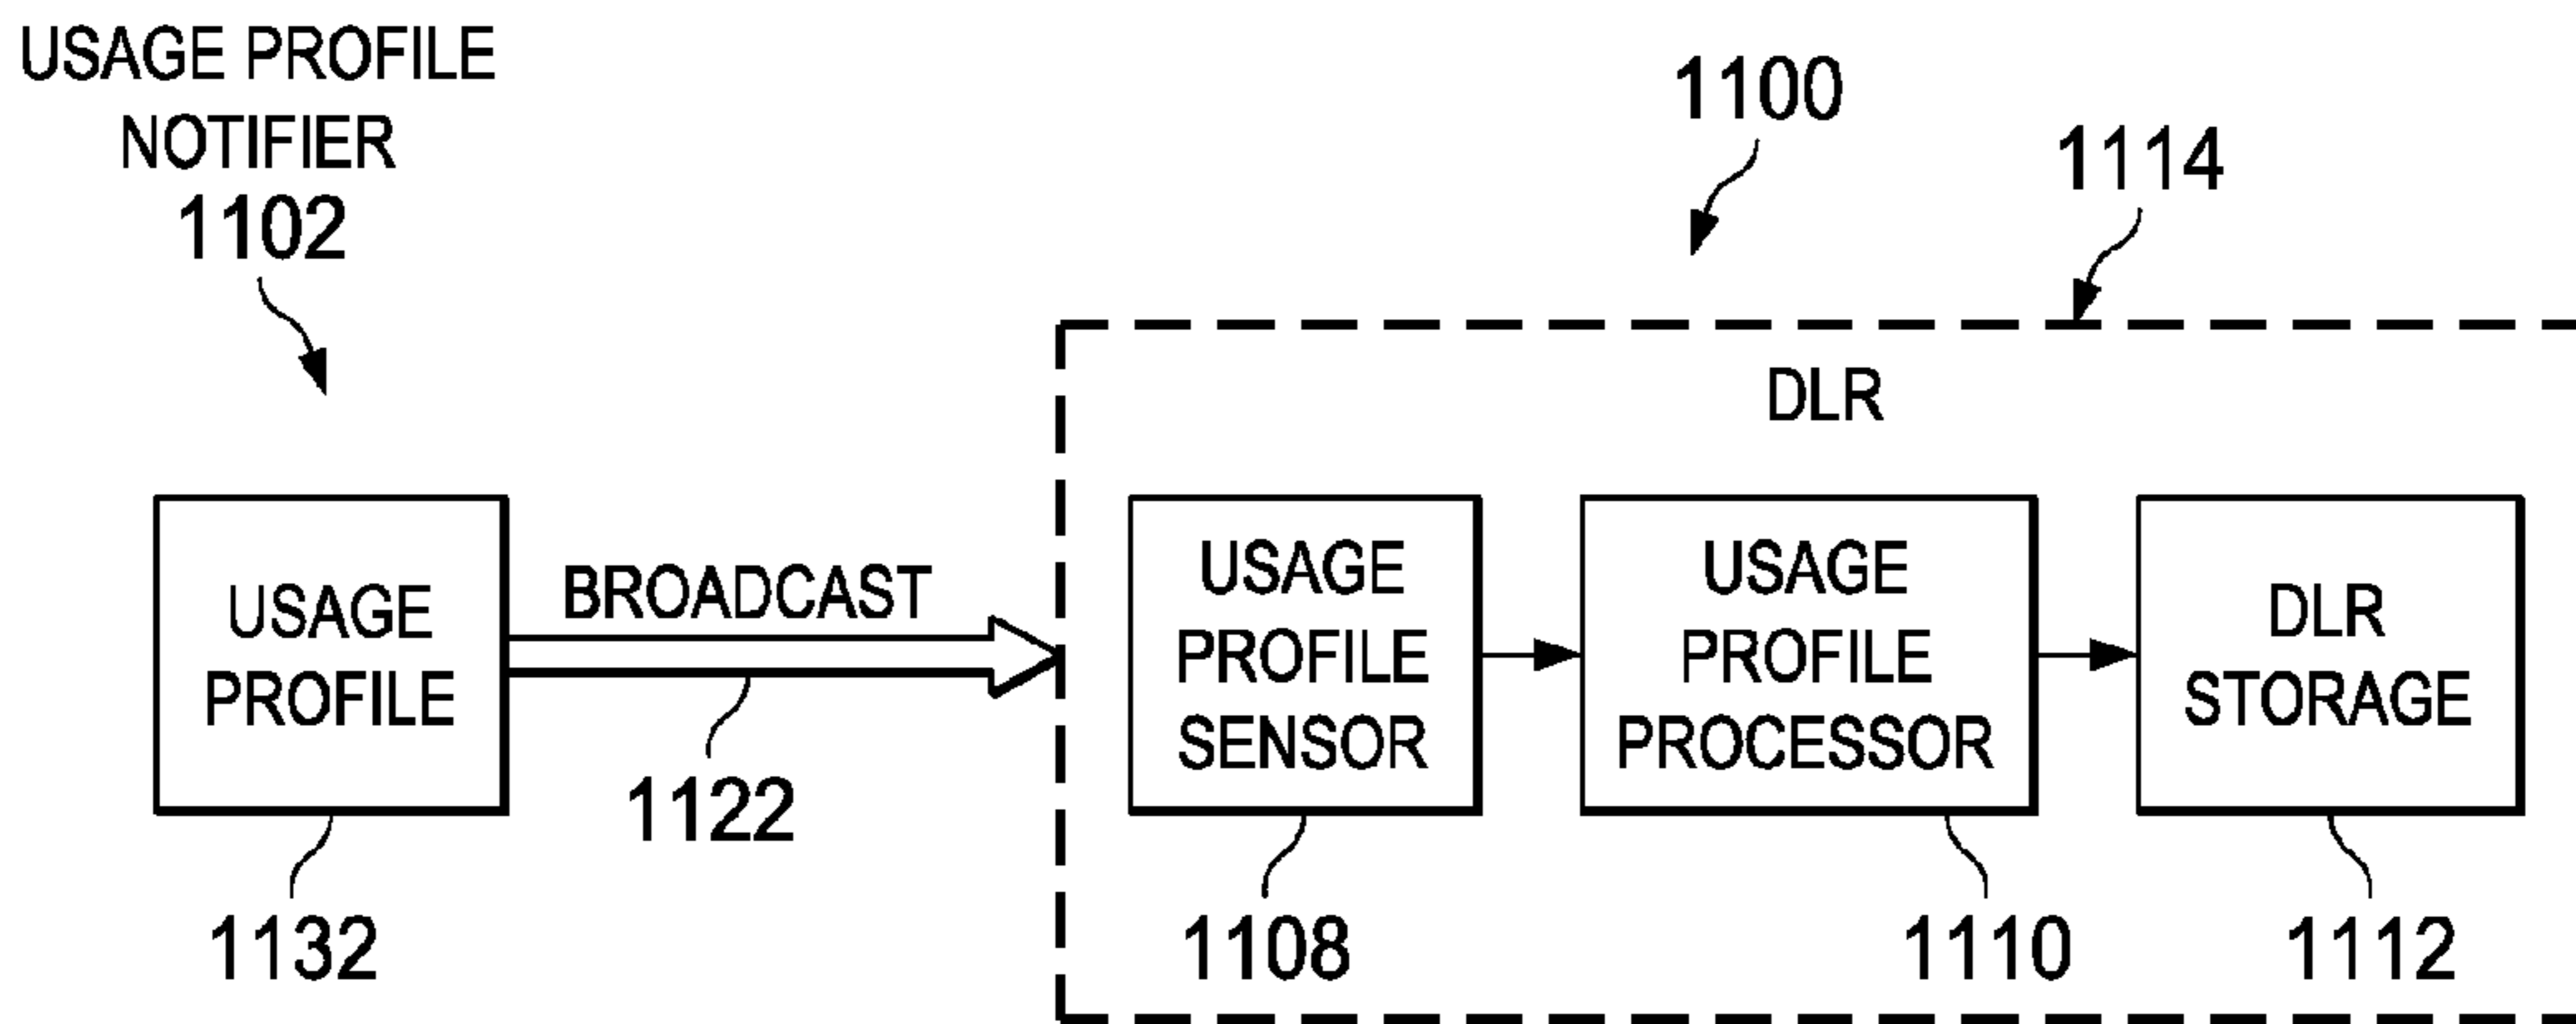 USAGE PROFILE
NOTIFIER
1102
1100
1114
DLR
USAGE
PROFILE
BROADCAST
1122
1132
USAGE
PROFILE
SENSOR
1108
USAGE
PROFILE
PROCESSOR
1110
DLR
STORAGE
1112